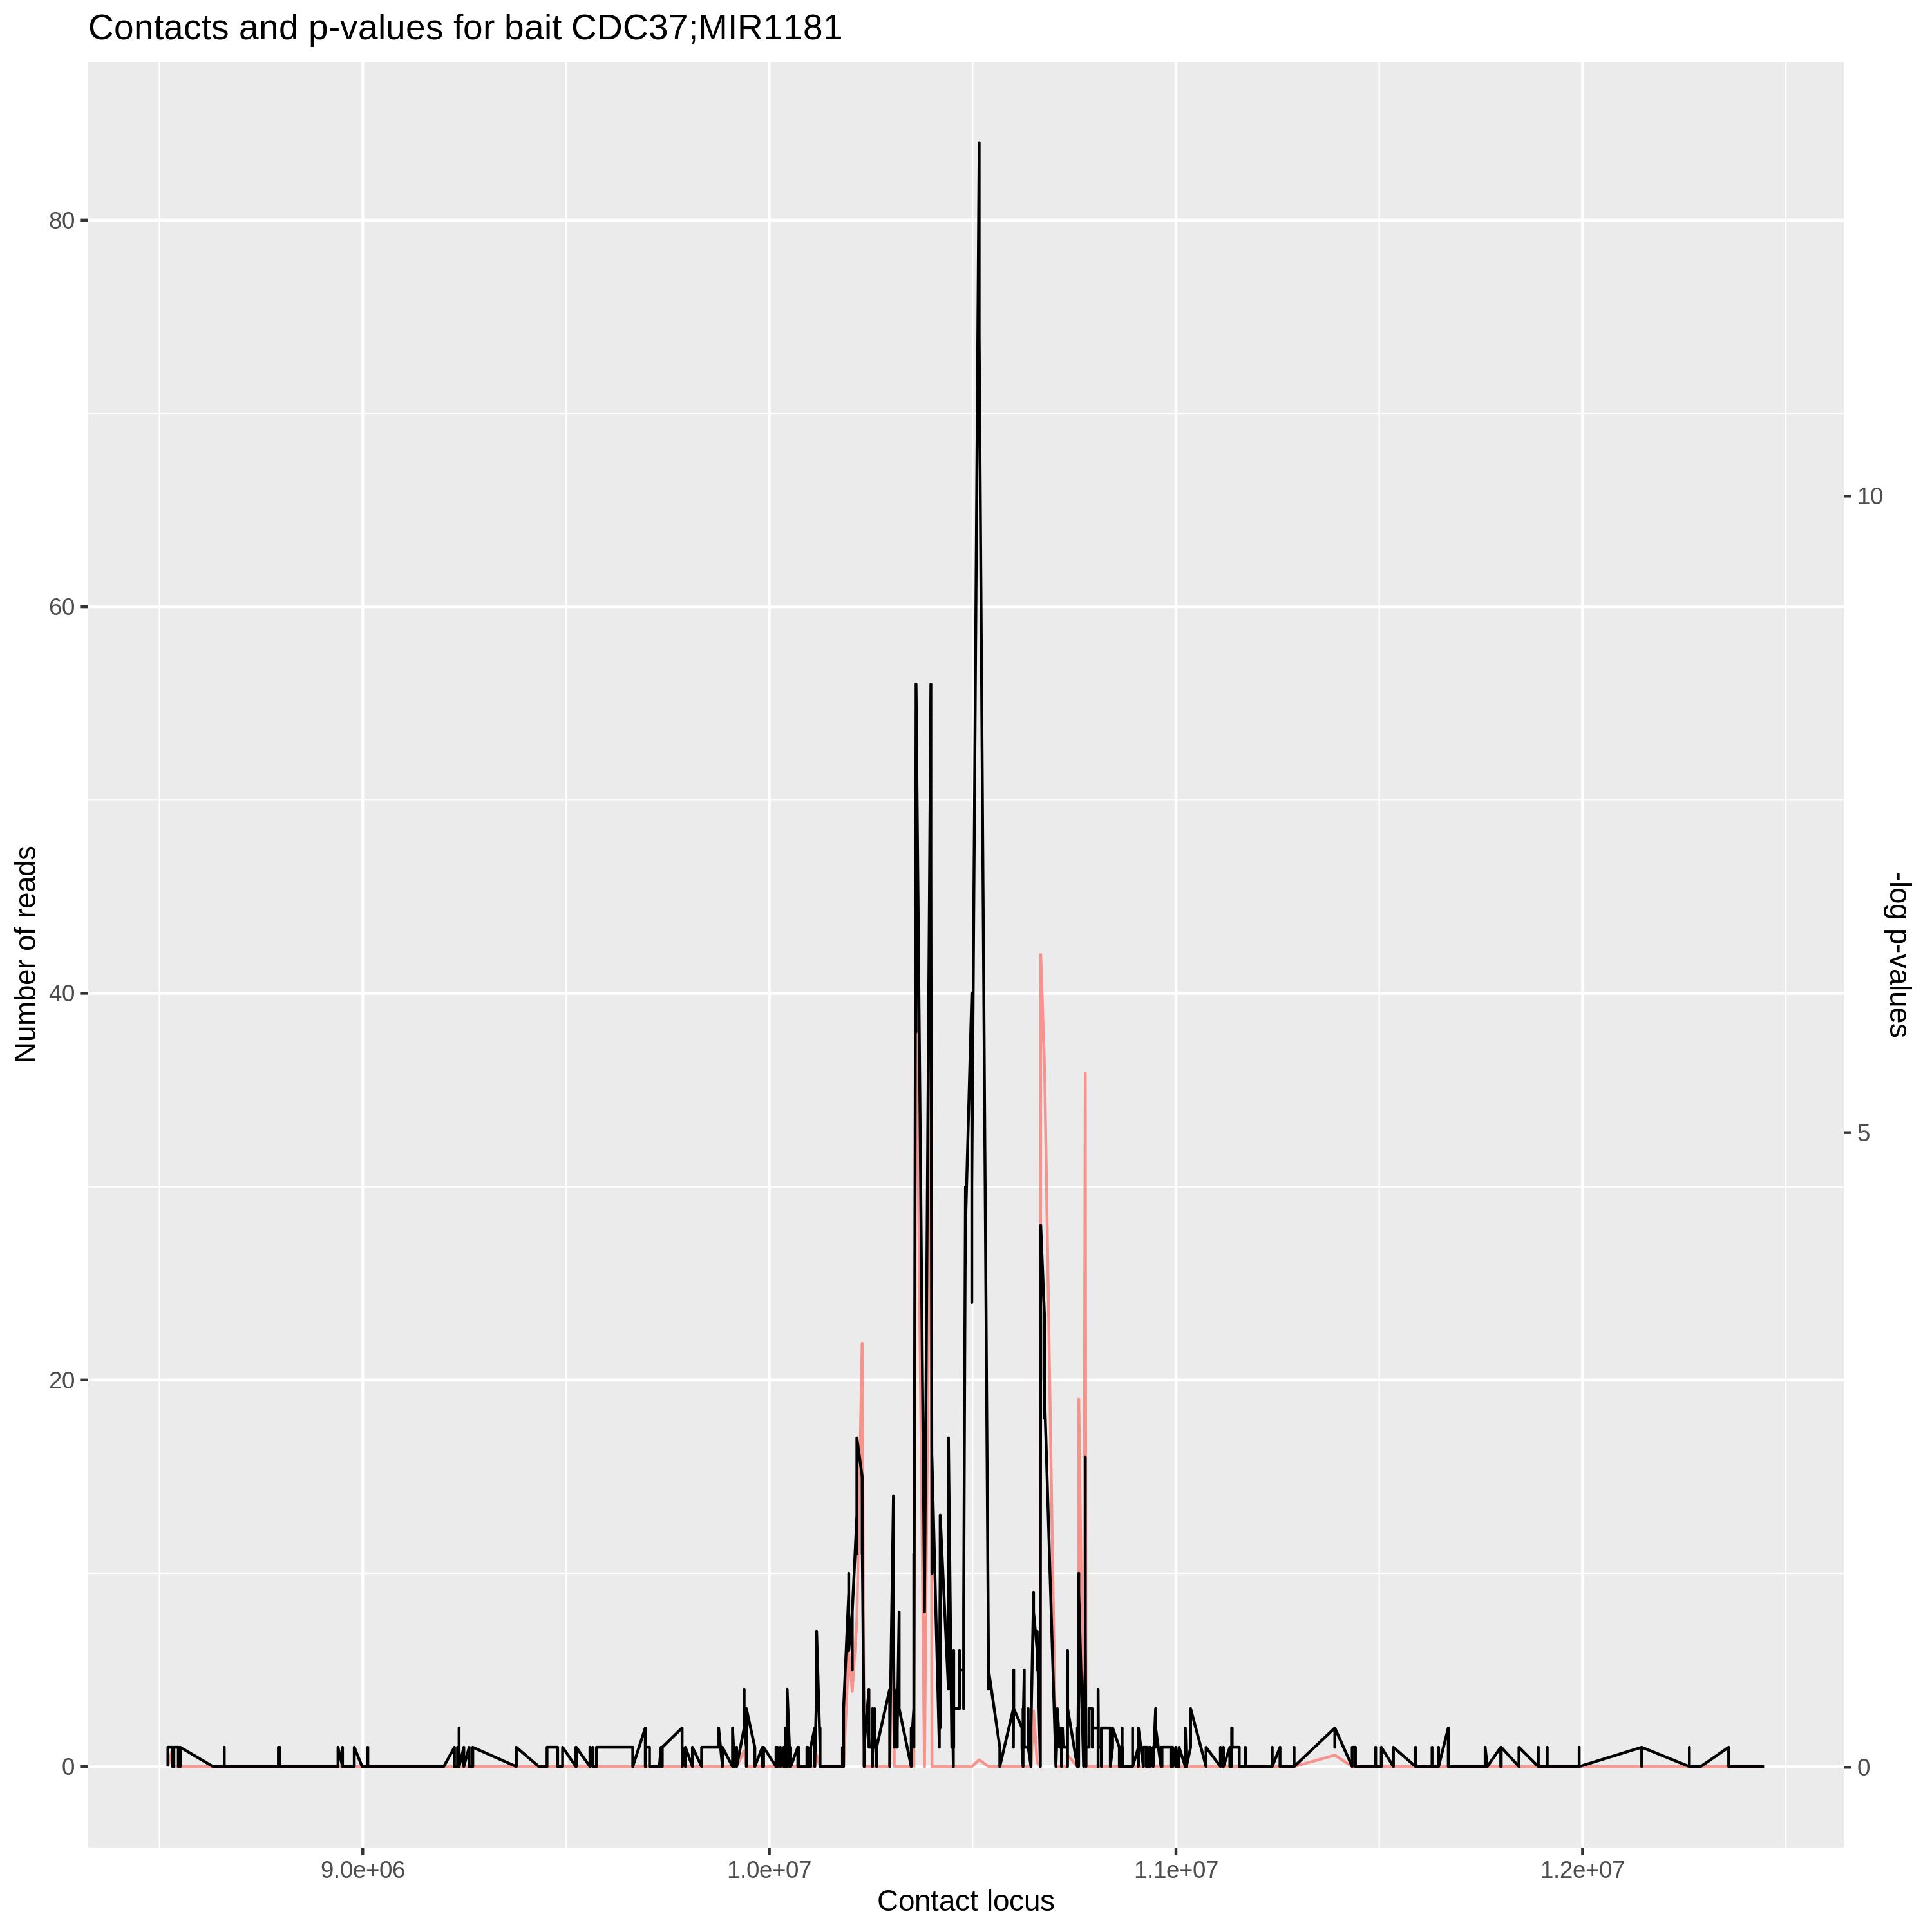 Contacts and p-values for bait CDC37;MIR1181
80
60
40
20
0
Number of reads
10
5
0
-log p-values
9.0e+06
1.0e+07
1.1e+07
1.2e+07
Contact locus